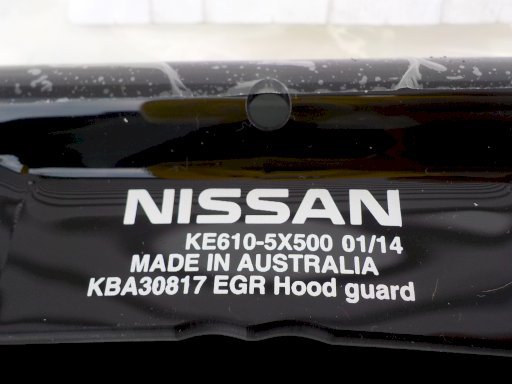 NISSAN
KE610-5X500 01/14
MADE IN AUSTRALIA
KBA30817 EGR Hood guard